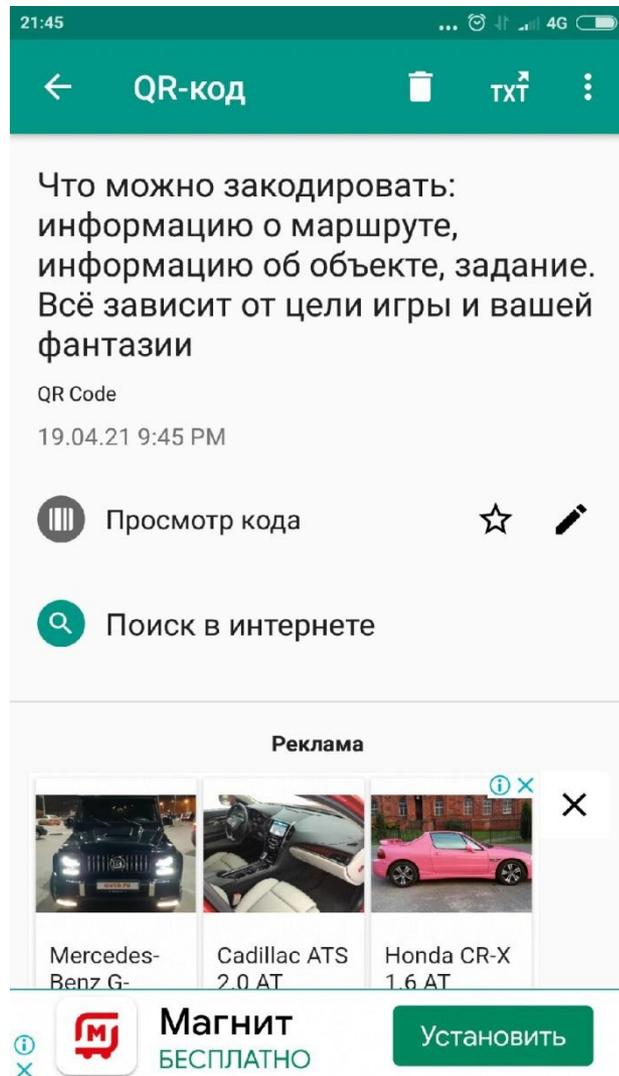 21:45
... 4G
QR-код
TXT
Что можно закодировать:
информацию о маршруте,
информацию об объекте, задание.
Всё зависит от цели игры и вашей
фантазии
QR Code
19.04.21 9:45 PM
Просмотр кода
Поиск в интернете
Реклама
Mercedes-
Benz G-
Cadillac ATS
2.0 AT
Honda CR-X
1.6 AT
Магнит
БЕСПЛАТНО
Установить